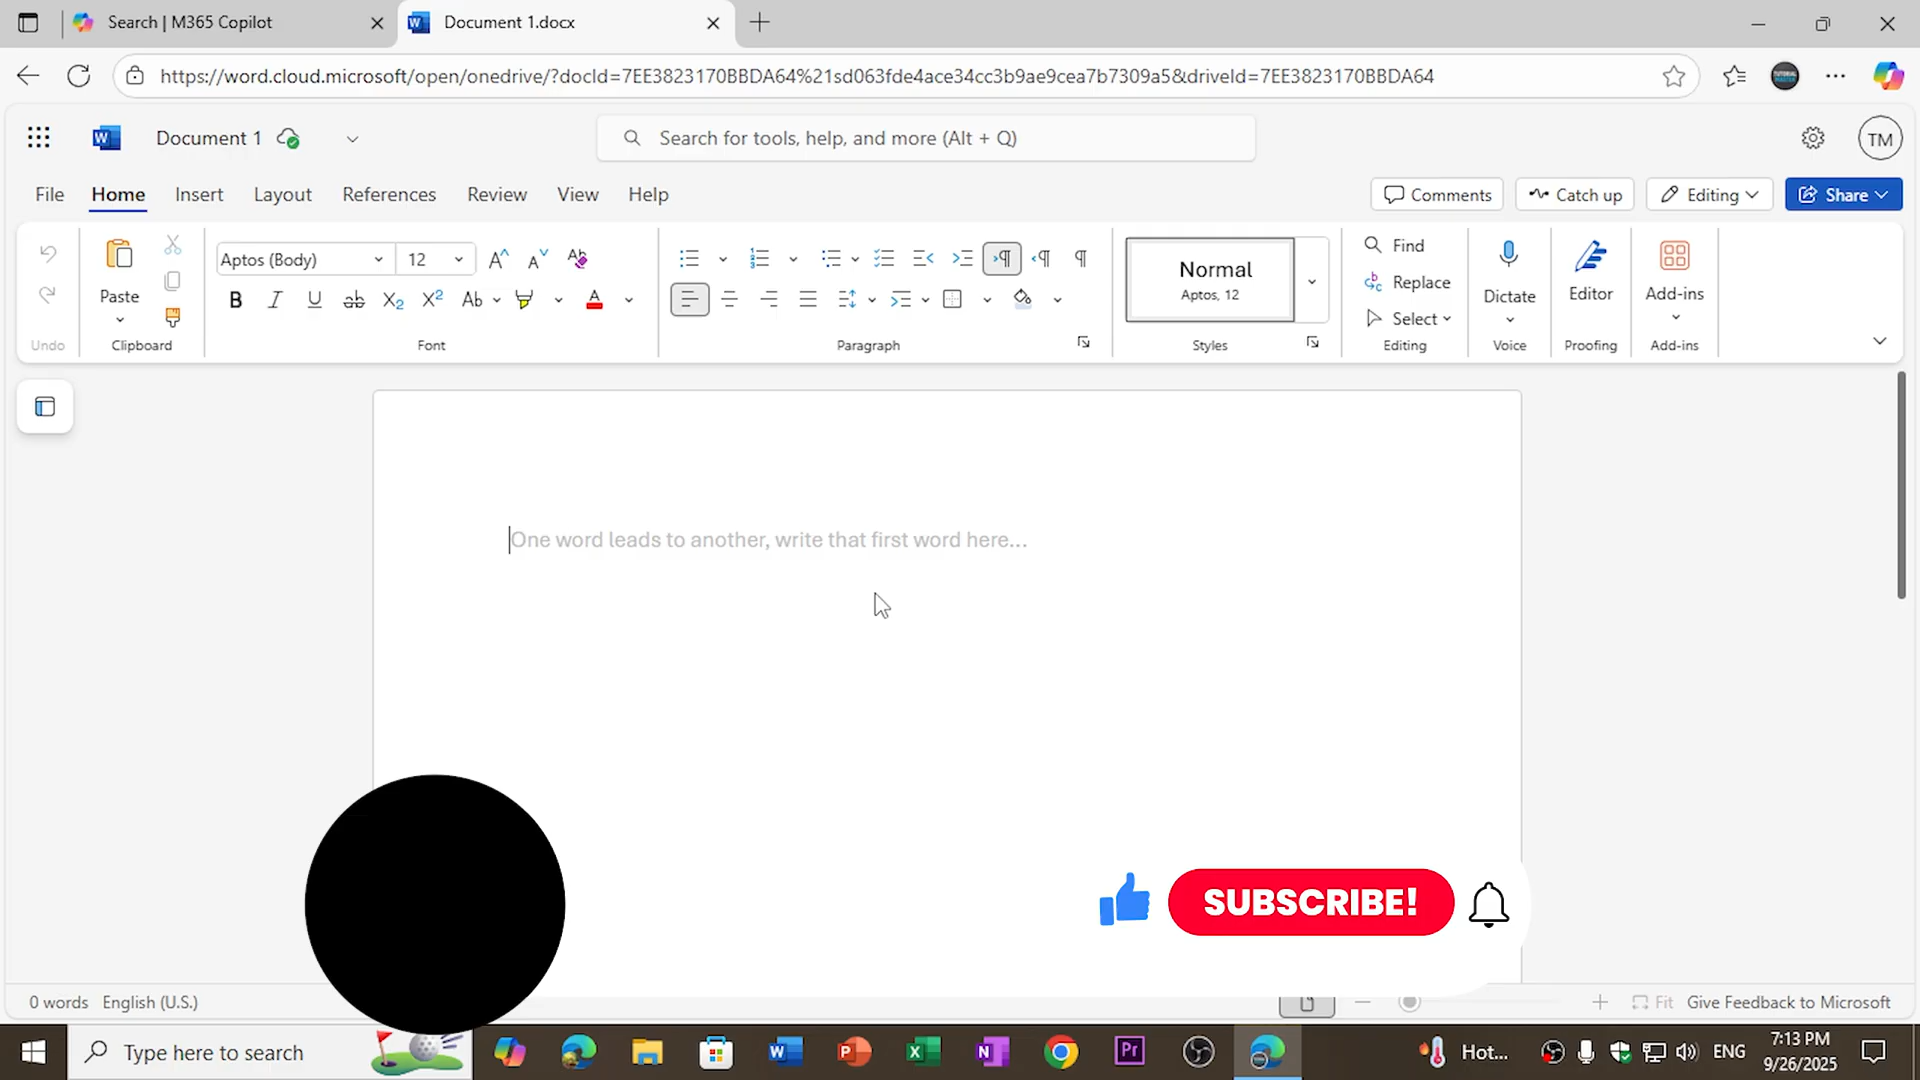 Search | M365 Copilot
Document 1.docx
https://word.cloud.microsoft/open/onedrive/?docId=7EE3823170BBDA64%21sd063fde4ace34cc3b9ae9cea7b7309a5&driveId=7EE3823170BBDA64
Document 1
Search for tools, help, and more (Alt + Q)
TM
File Home Insert Layout References Review View Help
Comments Catch up Editing Share
Aptos (Body) 12
Paste
Undo
Clipboard
Font
Paragraph
Normal
Aptos, 12
Styles
Find
Replace
Select
Editing
Dictate
Voice
Editor
Proofing
Add-ins
Add-ins
One word leads to another, write that first word here...
SUBSCRIBE!
0 words English (U.S.)
Fit Give Feedback to Microsoft
Type here to search
Hot...
ENG
7:13 PM
9/26/2025